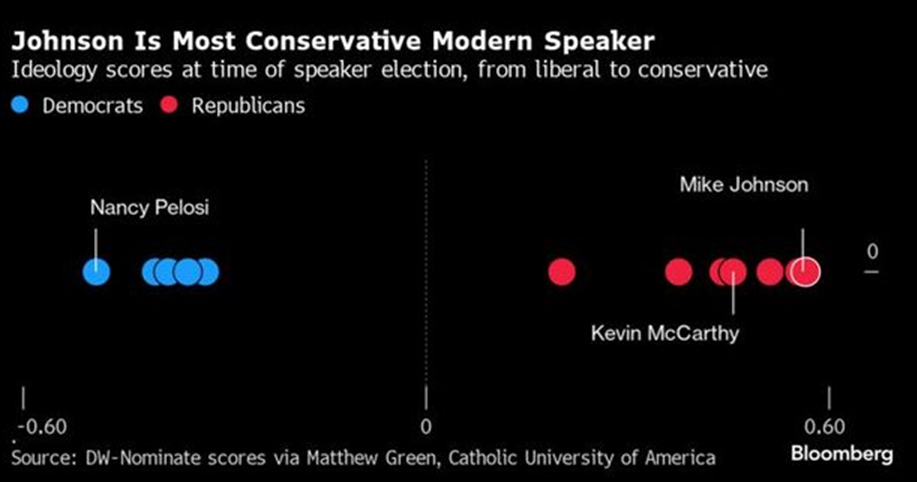 Johnson Is Most Conservative Modern Speaker
Ideology scores at time of speaker election, from liberal to conservative
Democrats Republicans
Mike Johnson
Nancy Pelosi
0
Kevin McCarthy
-0.60 0 0.60
Source: DW-Nominate scores via Matthew Green, Catholic University of America
Bloomberg